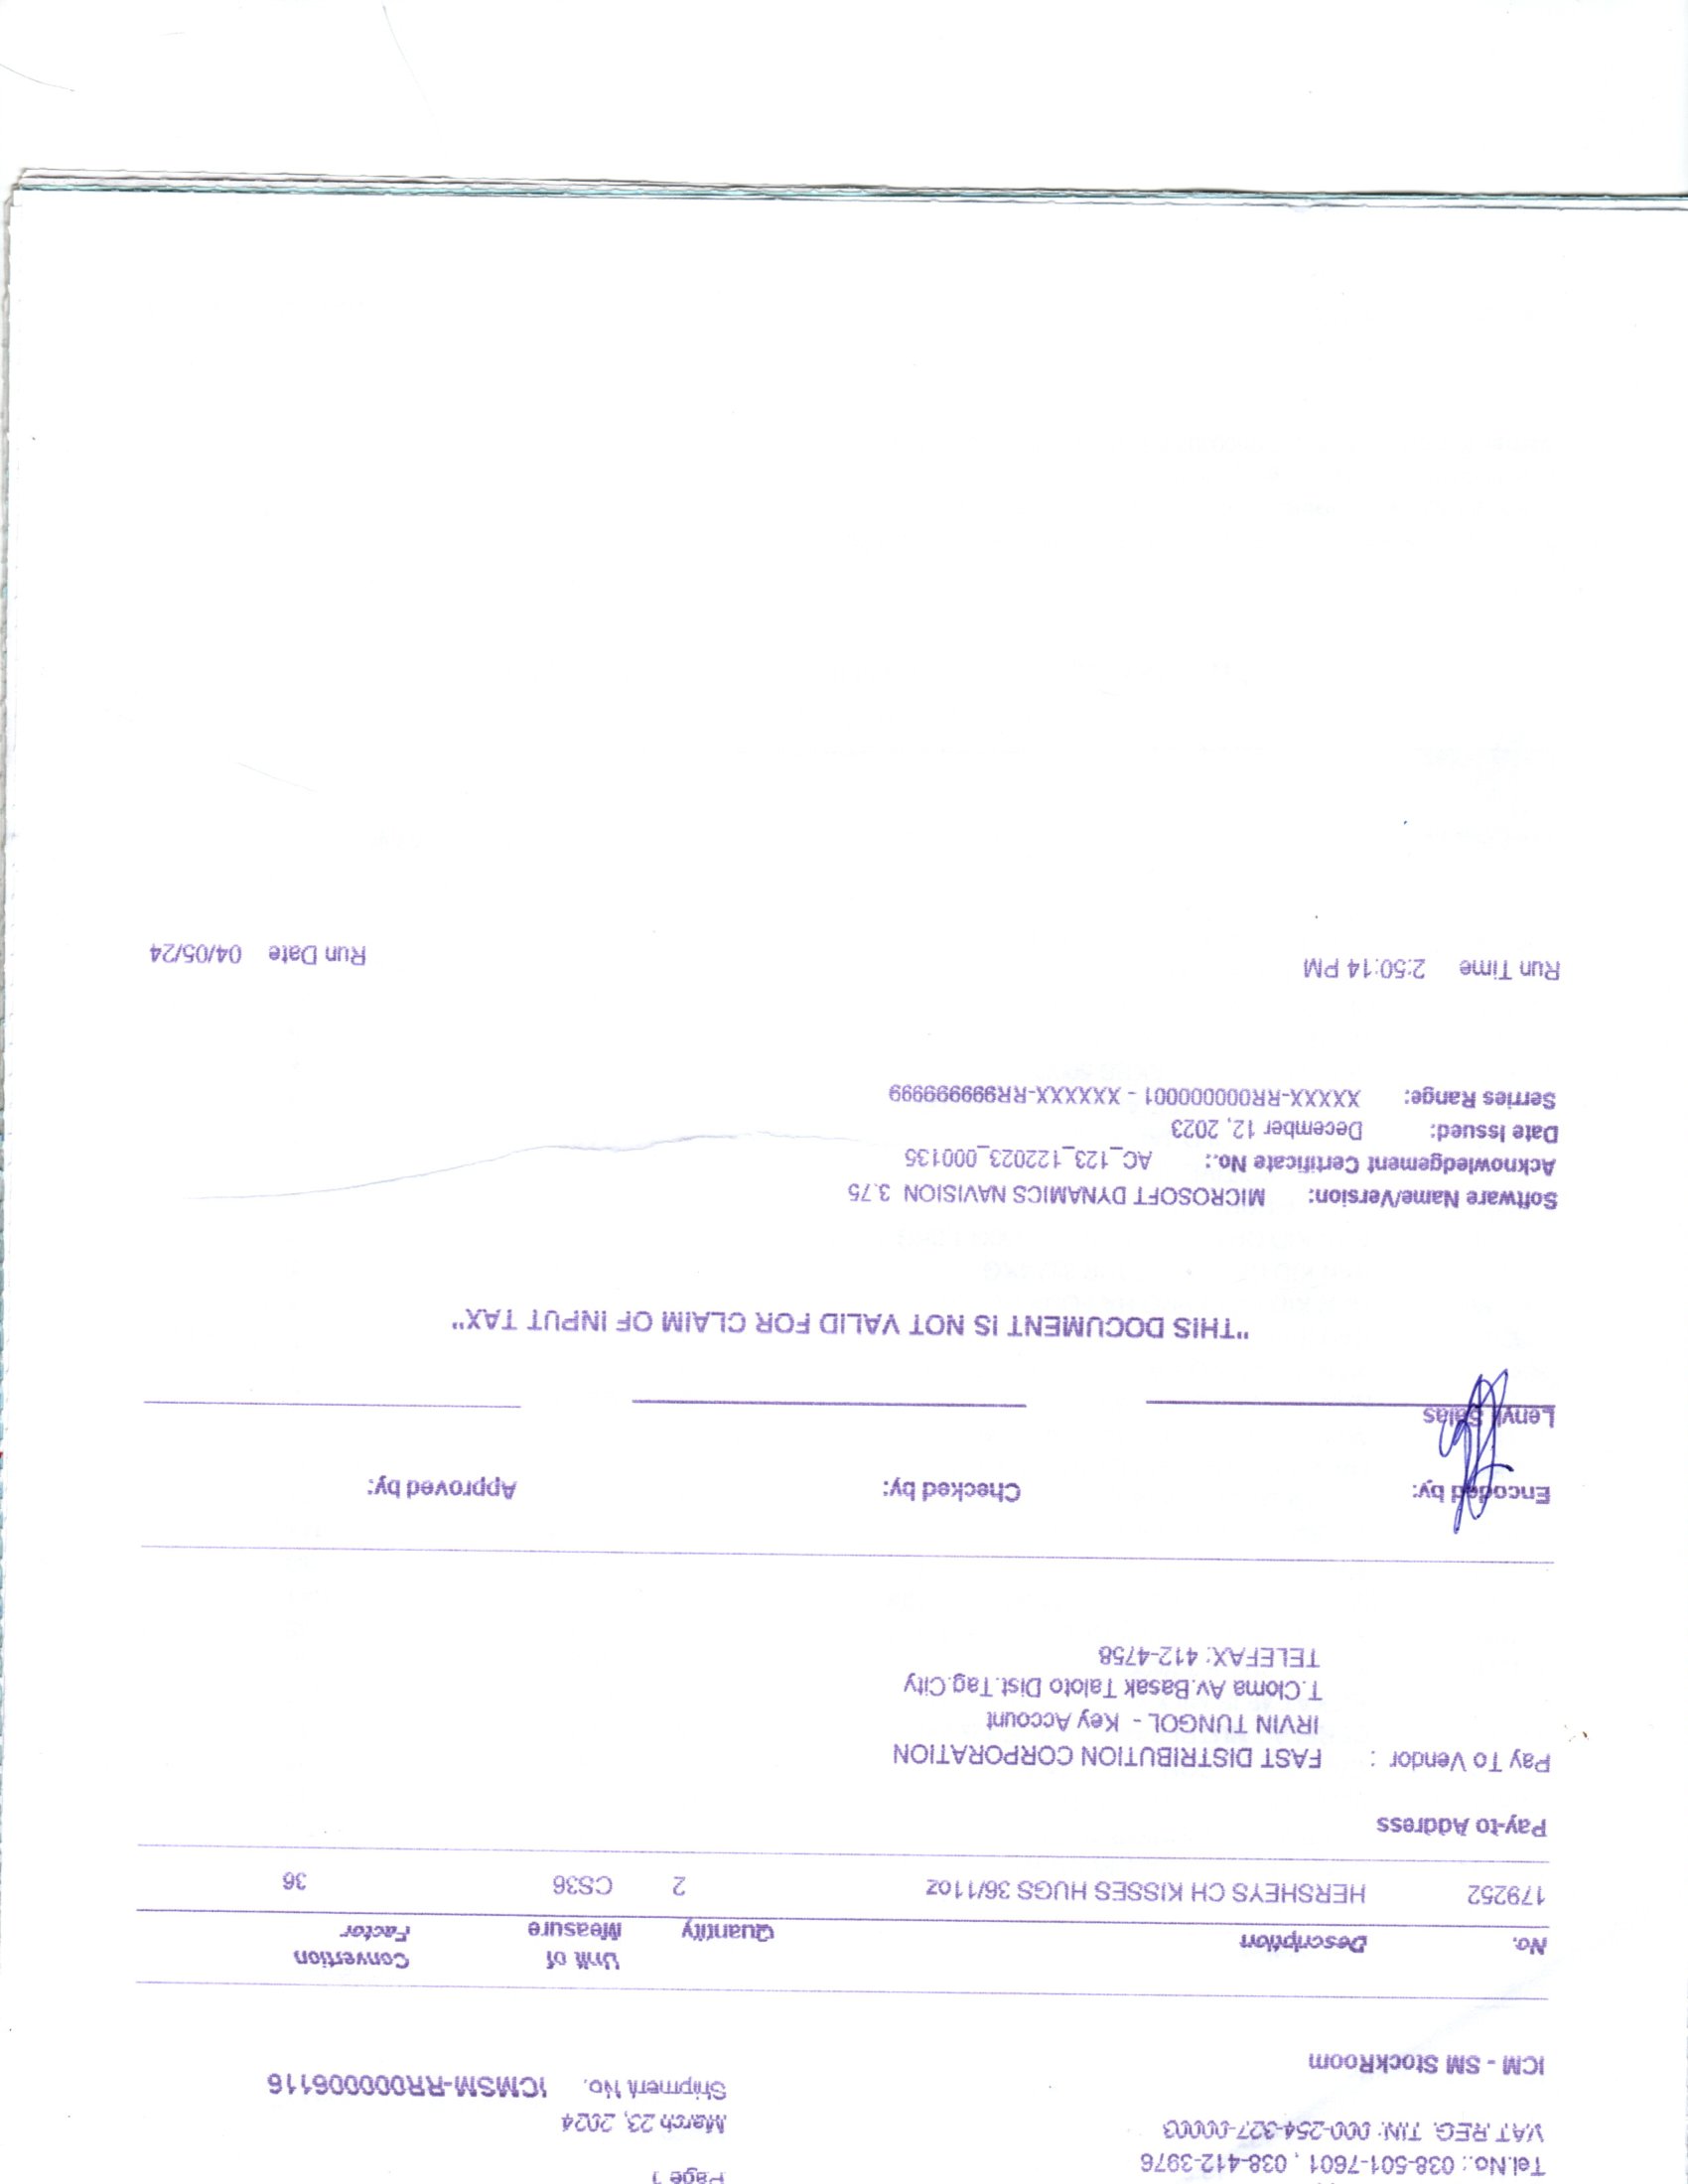 Page 1
Tel.No.: 038-501-7601 , 038-412-3976
VAT REG. TIN: 000-254-327-00003
March 23, 2024
Shipment No. ICMSM-RR000006116
ICM - SM StockRoom
No. Description Quantity Unit of Measure Convertion Factor
179252 HERSHEYS CH KISSES HUGS 36/11oz 2 CS36 36
Pay-to Address
Pay To Vendor : FAST DISTRIBUTION CORPORATION
IRVIN TUNGOL - Key Account
T.Cloma Av.Basak Taloto Dist.Tag.City
TELEFAX: 412-4758
Encoded by: Checked by: Approved by:
Lenyl Salas
"THIS DOCUMENT IS NOT VALID FOR CLAIM OF INPUT TAX"
Software Name/Version: MICROSOFT DYNAMICS NAVISION 3.75
Acknowledgement Certificate No.: AC_123_122023_000135
Date Issued: December 12, 2023
Serries Range: XXXXX-RR000000001 - XXXXXX-RR999999999
Run Time 2:50:14 PM Run Date 04/05/24